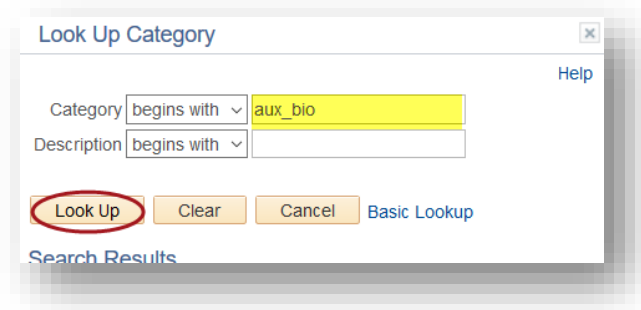 Look Up Category
Help
Category begins with aux_bio
Description begins with
Look Up Clear Cancel Basic Lookup
Search Results